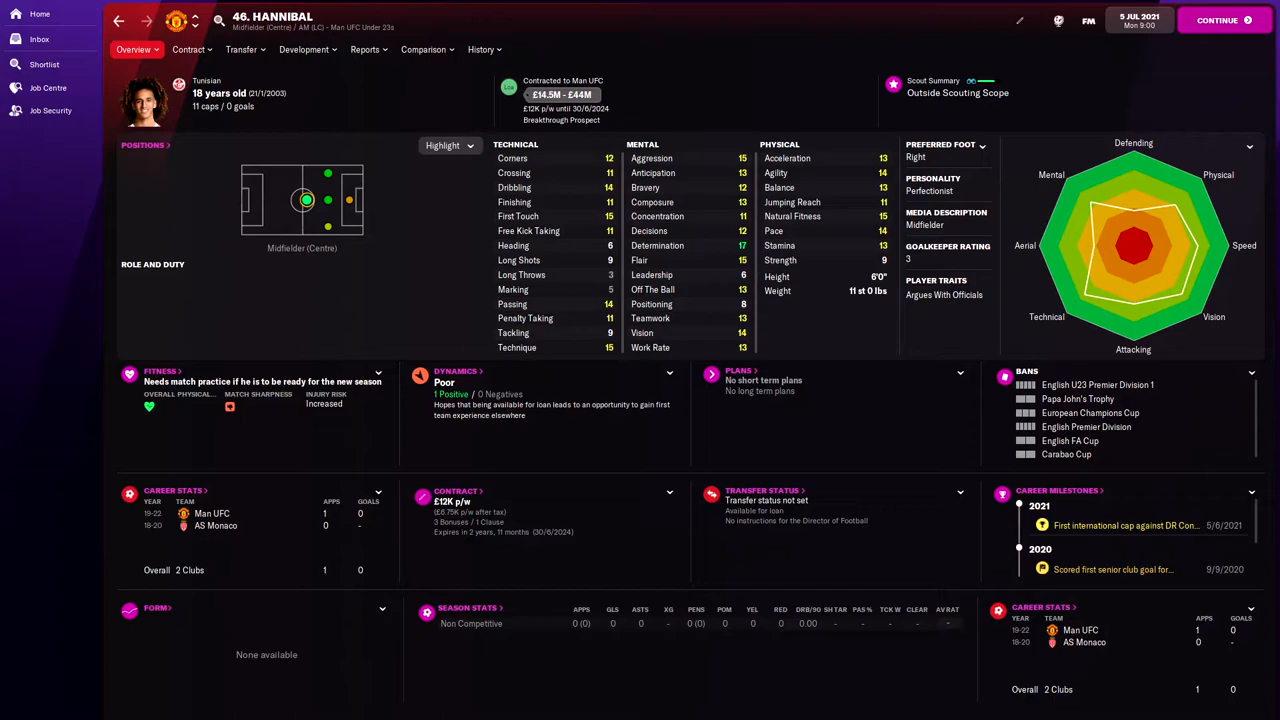 Home
Inbox
Shortlist
Job Centre
Job Security
46. HANNIBAL
Midfielder (Centre) / AM (LC) - Man UFC Under 23s
FM
5 JUL 2021
Mon 9:00
CONTINUE
Overview
Contract
Transfer
Development
Reports
Comparison
History
Tunisian
18 years old (21/1/2003)
11 caps / 0 goals
Loa
Contracted to Man UFC
£14.5M - £44M
£12K p/w until 30/6/2024
Breakthrough Prospect
Scout Summary
Outside Scouting Scope
POSITIONS
Highlight
Midfielder (Centre)
ROLE AND DUTY
TECHNICAL
Corners 12
Crossing 11
Dribbling 14
Finishing 11
First Touch 15
Free Kick Taking 11
Heading 6
Long Shots 9
Long Throws 3
Marking 5
Passing 14
Penalty Taking 11
Tackling 9
Technique 15
MENTAL
Aggression 15
Anticipation 13
Bravery 12
Composure 13
Concentration 11
Decisions 12
Determination 17
Flair 15
Leadership 6
Off The Ball 13
Positioning 8
Teamwork 13
Vision 14
Work Rate 13
PHYSICAL
Acceleration 13
Agility 14
Balance 13
Jumping Reach 11
Natural Fitness 15
Pace 14
Stamina 13
Strength 9
Height 6'0"
Weight 11 st 0 lbs
PREFERRED FOOT
Right
PERSONALITY
Perfectionist
MEDIA DESCRIPTION
Midfielder
GOALKEEPER RATING
3
PLAYER TRAITS
Argues With Officials
Defending
Physical
Speed
Vision
Attacking
Technical
Aerial
Mental
FITNESS
Needs match practice if he is to be ready for the new season
OVERALL PHYSICAL... MATCH SHARPNESS INJURY RISK
Increased
DYNAMICS
Poor
1 Positive / 0 Negatives
Hopes that being available for loan leads to an opportunity to gain first
team experience elsewhere
PLANS
No short term plans
No long term plans
BANS
English U23 Premier Division 1
Papa John's Trophy
European Champions Cup
English Premier Division
English FA Cup
Carabao Cup
CAREER STATS
YEAR TEAM APPS GOALS
19-22 Man UFC 1 0
18-20 AS Monaco 0 -
Overall 2 Clubs 1 0
CONTRACT
£12K p/w
(£6.75K p/w after tax)
3 Bonuses / 1 Clause
Expires in 2 years, 11 months (30/6/2024)
TRANSFER STATUS
Transfer status not set
Available for loan
No instructions for the Director of Football
CAREER MILESTONES
2021
First international cap against DR Con... 5/6/2021
2020
Scored first senior club goal for... 9/9/2020
FORM
None available
SEASON STATS APPS GLS ASTS XG PENS POM YEL RED DRB/90 SH TAR PAS % TCK W CLEAR AV RAT
Non Competitive 0 (0) 0 0 - 0 (0) 0 0 0 0.00 - - - - -
CAREER STATS
YEAR TEAM APPS GOALS
19-22 Man UFC 1 0
18-20 AS Monaco 0 -
Overall 2 Clubs 1 0